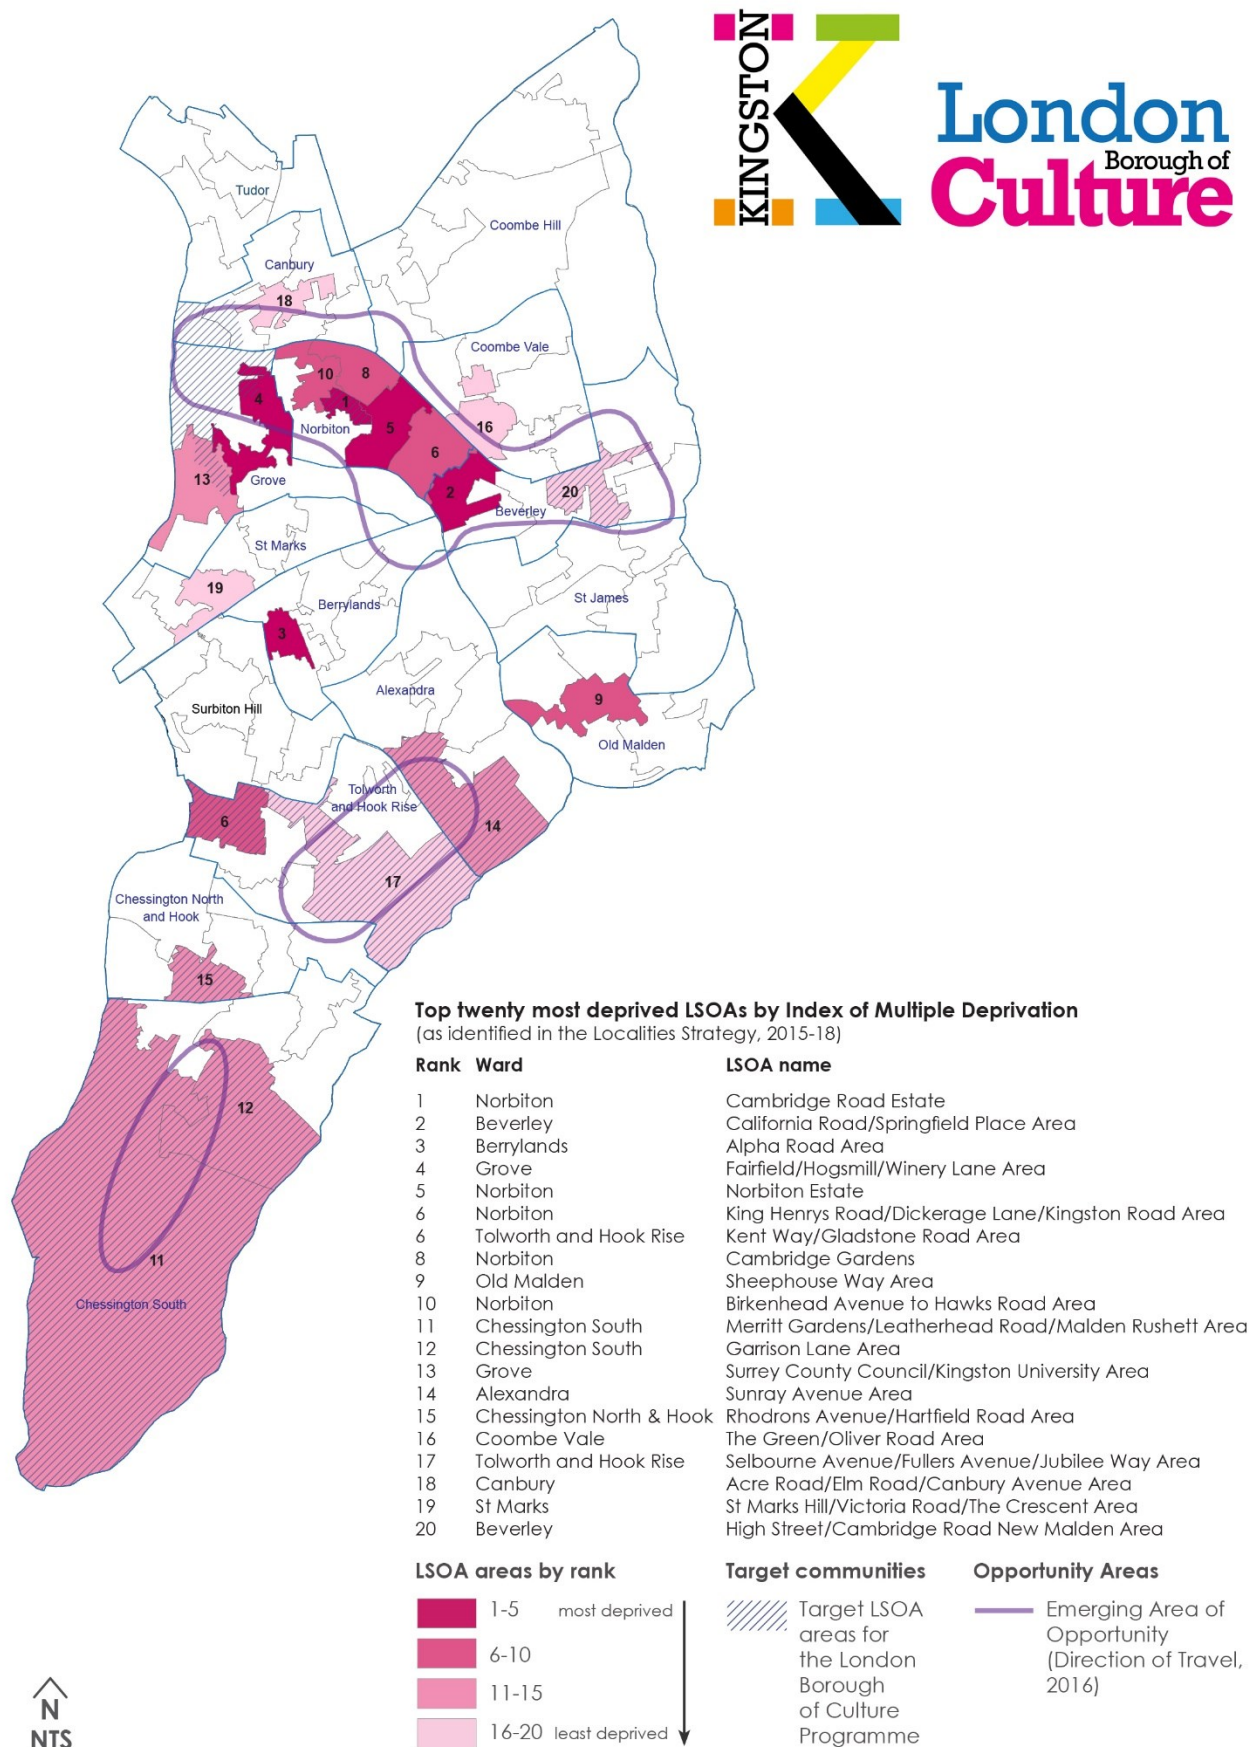 KINGSTON
K
London
Borough of
Culture
Tudor
Coombe Hill
Canbury
18
Coombe Vale
10
8
4
1
Norbiton
5
16
6
13
Grove
2
20
Beverley
St Marks
19
St James
Berrylands
3
Alexandra
9
Surbiton Hill
Old Malden
Tolworth
and Hook Rise
6
14
17
Chessington North
and Hook
15
12
11
Chessington South
Top twenty most deprived LSOAs by Index of Multiple Deprivation
(as identified in the Localities Strategy, 2015-18)
Rank Ward LSOA name
1 Norbiton Cambridge Road Estate
2 Beverley California Road/Springfield Place Area
3 Berrylands Alpha Road Area
4 Grove Fairfield/Hogsmill/Winery Lane Area
5 Norbiton Norbiton Estate
6 Norbiton King Henrys Road/Dickerage Lane/Kingston Road Area
6 Tolworth and Hook Rise Kent Way/Gladstone Road Area
8 Norbiton Cambridge Gardens
9 Old Malden Sheephouse Way Area
10 Norbiton Birkenhead Avenue to Hawks Road Area
11 Chessington South Merritt Gardens/Leatherhead Road/Malden Rushett Area
12 Chessington South Garrison Lane Area
13 Grove Surrey County Council/Kingston University Area
14 Alexandra Sunray Avenue Area
15 Chessington North & Hook Rhodrons Avenue/Hartfield Road Area
16 Coombe Vale The Green/Oliver Road Area
17 Tolworth and Hook Rise Selbourne Avenue/Fullers Avenue/Jubilee Way Area
18 Canbury Acre Road/Elm Road/Canbury Avenue Area
19 St Marks St Marks Hill/Victoria Road/The Crescent Area
20 Beverley High Street/Cambridge Road New Malden Area
LSOA areas by rank
1-5 most deprived
6-10
11-15
16-20 least deprived
Target communities
Target LSOA
areas for
the London
Borough
of Culture
Programme
Opportunity Areas
Emerging Area of
Opportunity
(Direction of Travel,
2016)
N
NTS